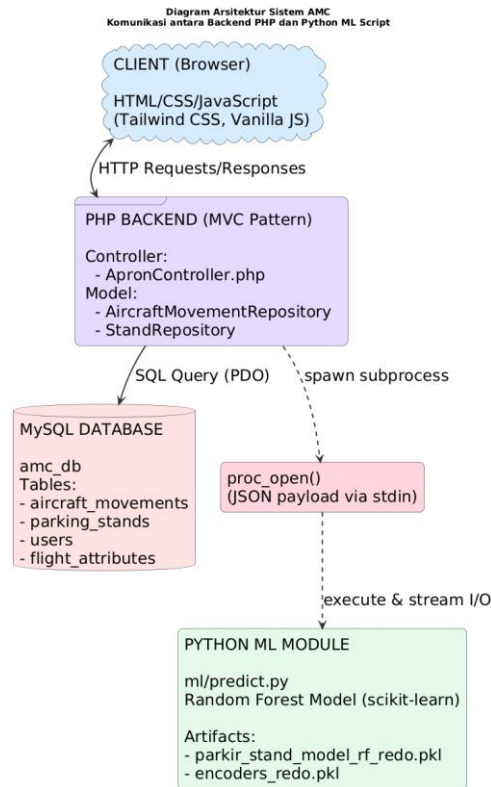 Diagram Arsitektur Sistem AMC
Komunikasi antara Backend PHP dan Python ML Script
CLIENT (Browser)
HTML/CSS/JavaScript
(Tailwind CSS, Vanilla JS)
HTTP Requests/Responses
PHP BACKEND (MVC Pattern)
Controller:
- ApronController.php
Model:
- AircraftMovementRepository
- StandRepository
SQL Query (PDO)
spawn subprocess
MySQL DATABASE
amc_db
Tables:
- aircraft_movements
- parking_stands
- users
- flight_attributes
proc_open()
(JSON payload via stdin)
execute & stream I/O
PYTHON ML MODULE
ml/predict.py
Random Forest Model (scikit-learn)
Artifacts:
- parkir_stand_model_rf_redo.pkl
- encoders_redo.pkl